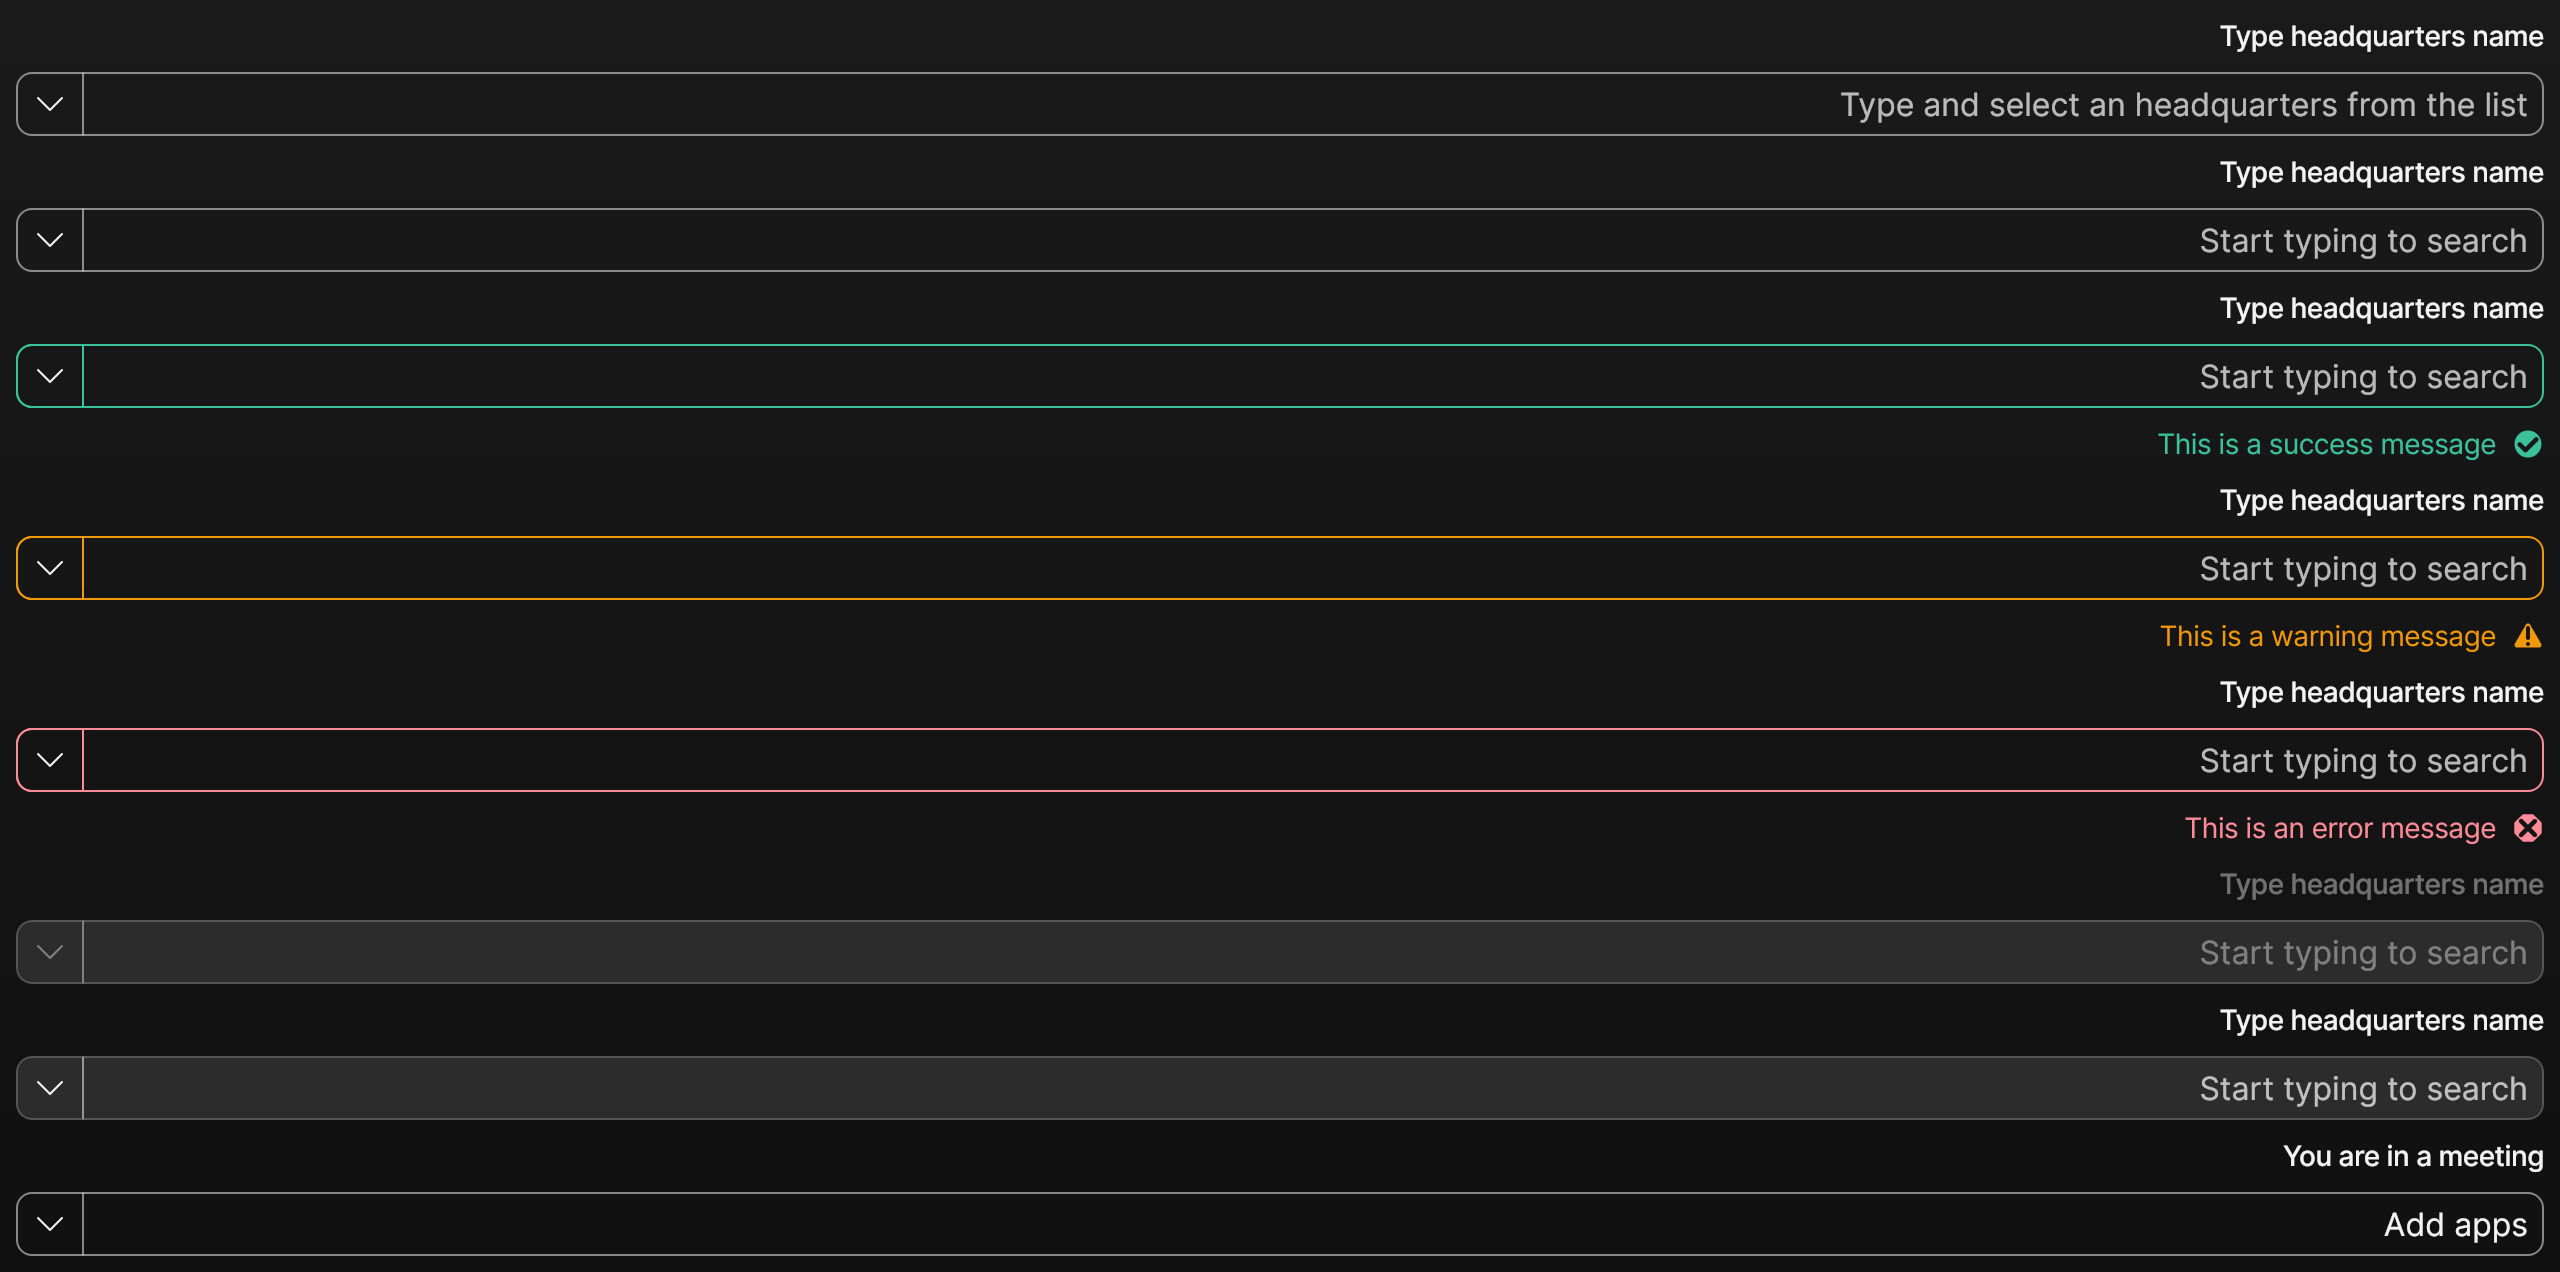 Type headquarters name
Type and select an headquarters from the list
Type headquarters name
Start typing to search
Type headquarters name
Start typing to search
This is a success message
Type headquarters name
Start typing to search
This is a warning message
Type headquarters name
Start typing to search
This is an error message
Type headquarters name
Start typing to search
Type headquarters name
Start typing to search
You are in a meeting
Add apps